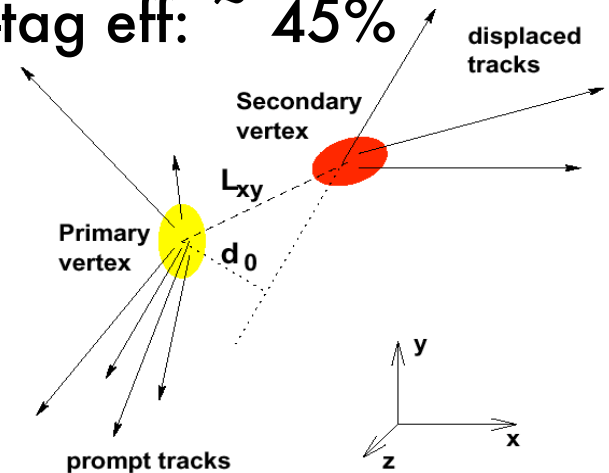 -tag eff: ~ 45%
displaced
tracks
Secondary
vertex
Lxy
Primary
vertex
d0
y
x
z
prompt tracks